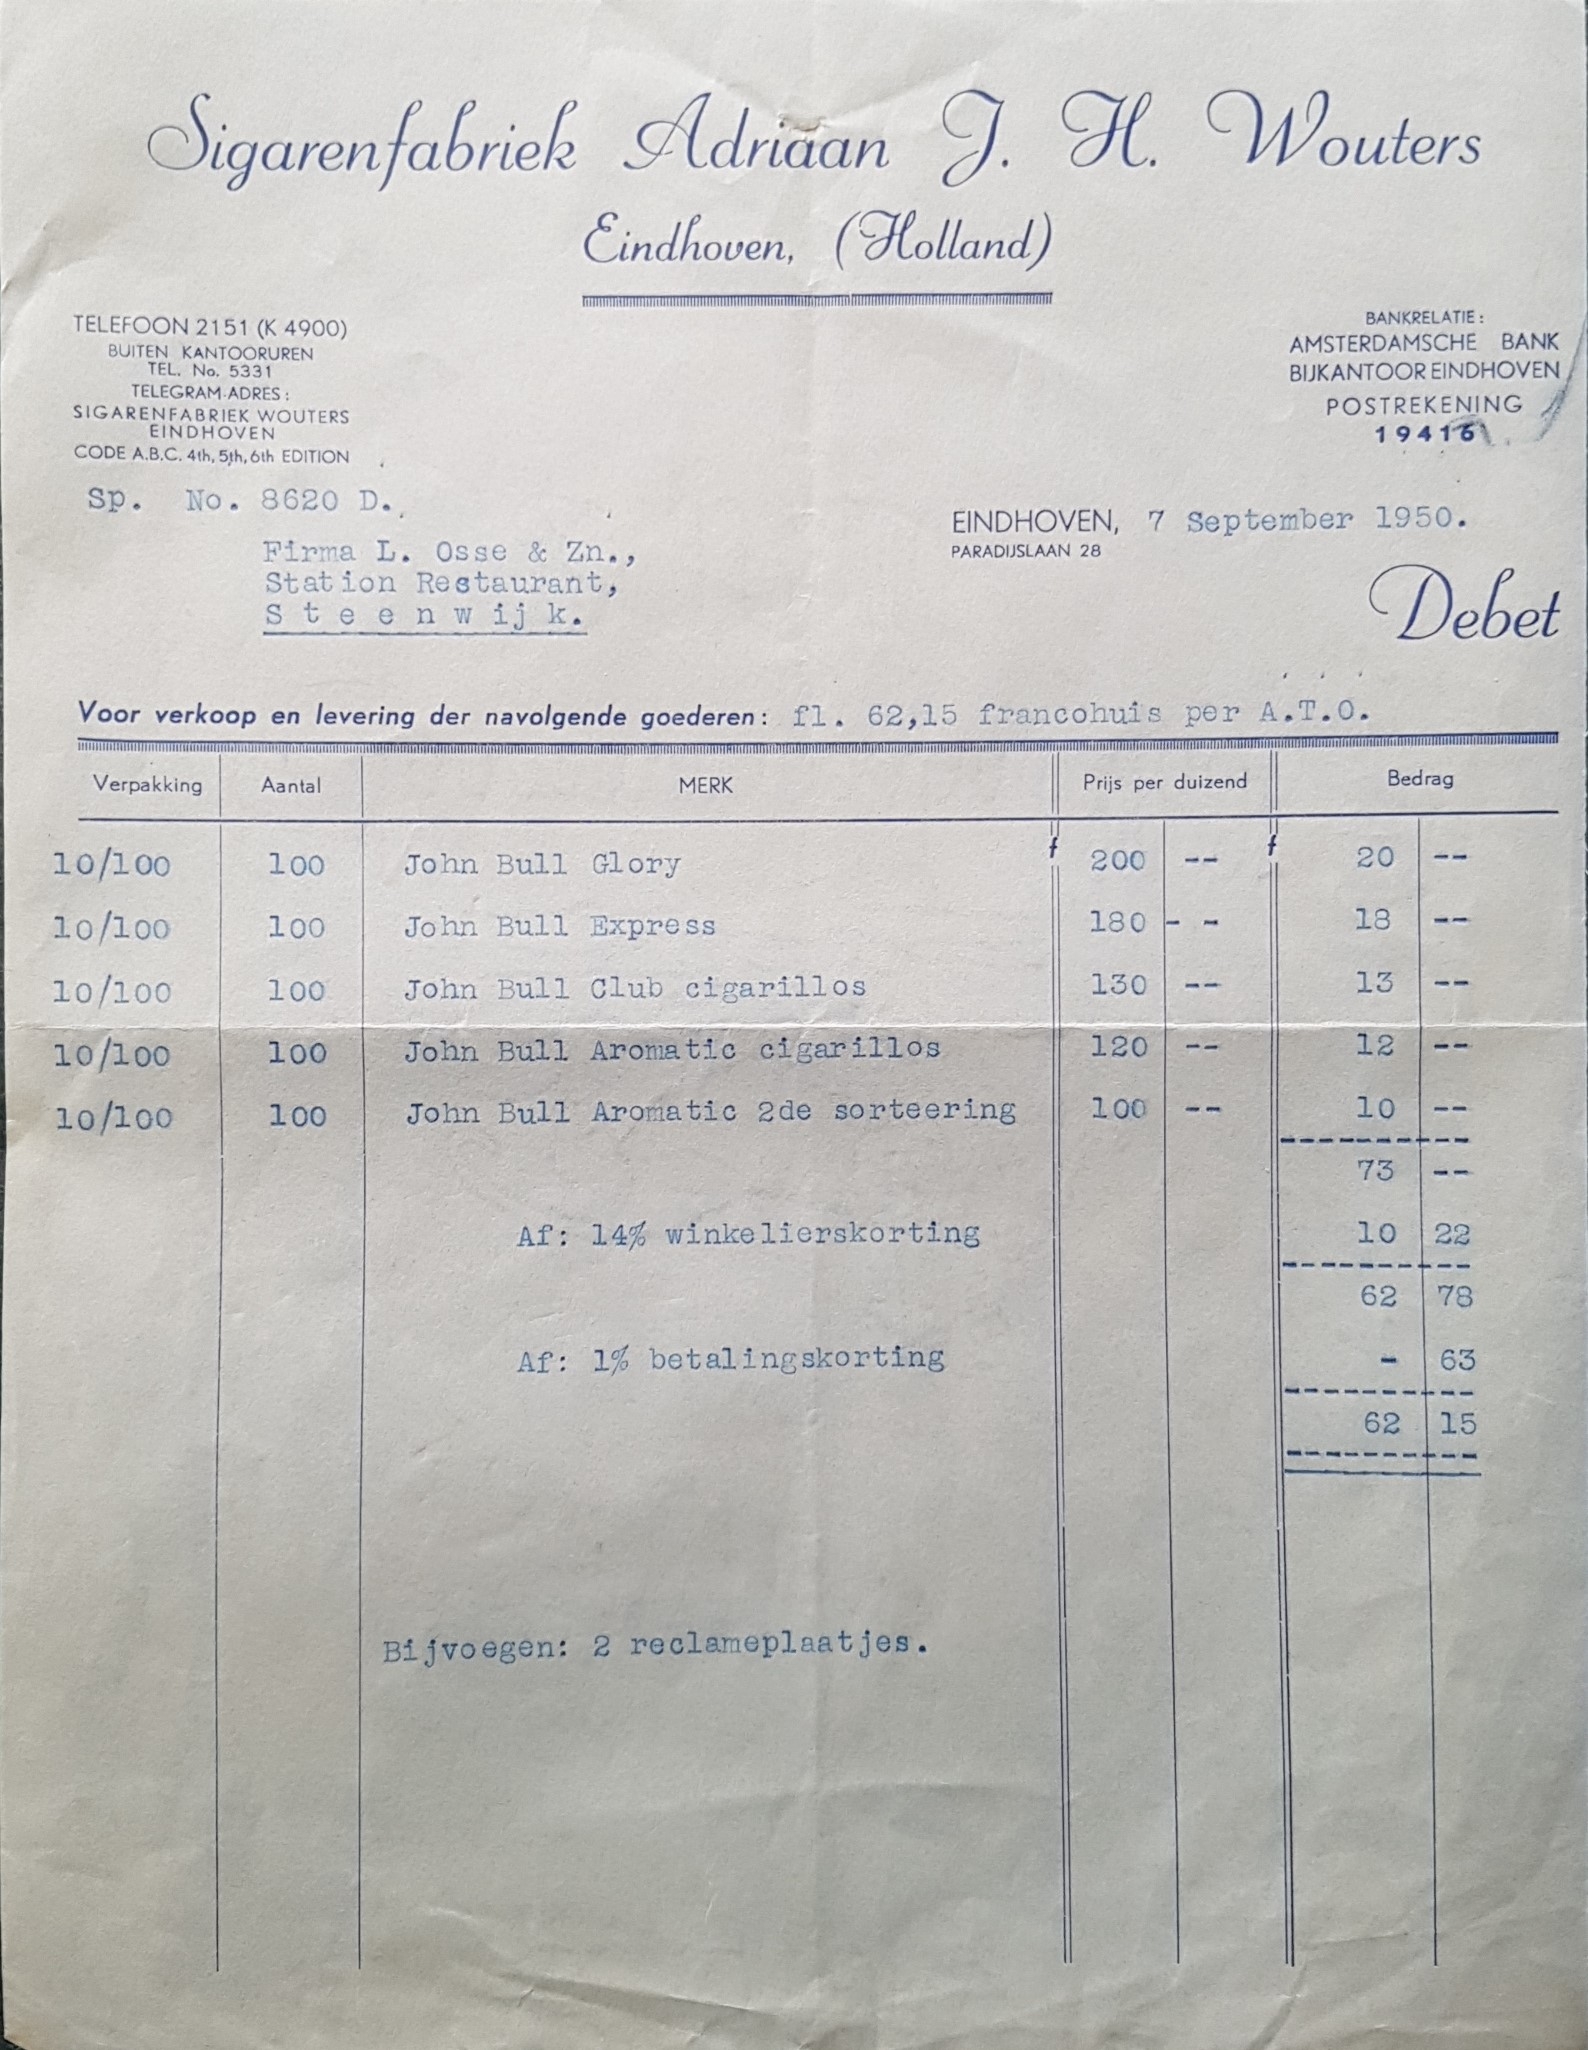 Sigarenfabriek Adriaan J. H. Wouters
Eindhoven, (Holland)
TELEFOON 2151 (K 4900)
BUITEN KANTOORUREN
TEL. No. 5331
TELEGRAM-ADRES:
SIGARENFABRIEK WOUTERS
EINDHOVEN
CODE A.B.C. 4th, 5th, 6th EDITION
BANKRELATIE:
AMSTERDAMSCHE BANK
BIJKANTOOR EINDHOVEN
POSTREKENING
19416
Sp. No. 8620 D.
Firma L. Osse & Zn.,
Station Restaurant,
Steenwijk.
EINDHOVEN, 7 September 1950.
PARADIJSLAAN 28
Debet
Voor verkoop en levering der navolgende goederen: fl. 62,15 francohuis per A.T.O.
Verpakking Aantal MERK Prijs per duizend Bedrag
10/100 100 John Bull Glory f 200 -- f 20 --
10/100 100 John Bull Express 180 - - 18 --
10/100 100 John Bull Club cigarillos 130 -- 13 --
10/100 100 John Bull Aromatic cigarillos 120 -- 12 --
10/100 100 John Bull Aromatic 2de sorteering 100 -- 10 --
73 --
Af: 14% winkelierskorting 10 22
62 78
Af: 1% betalingskorting - 63
62 15
Bijvoegen: 2 reclameplaatjes.